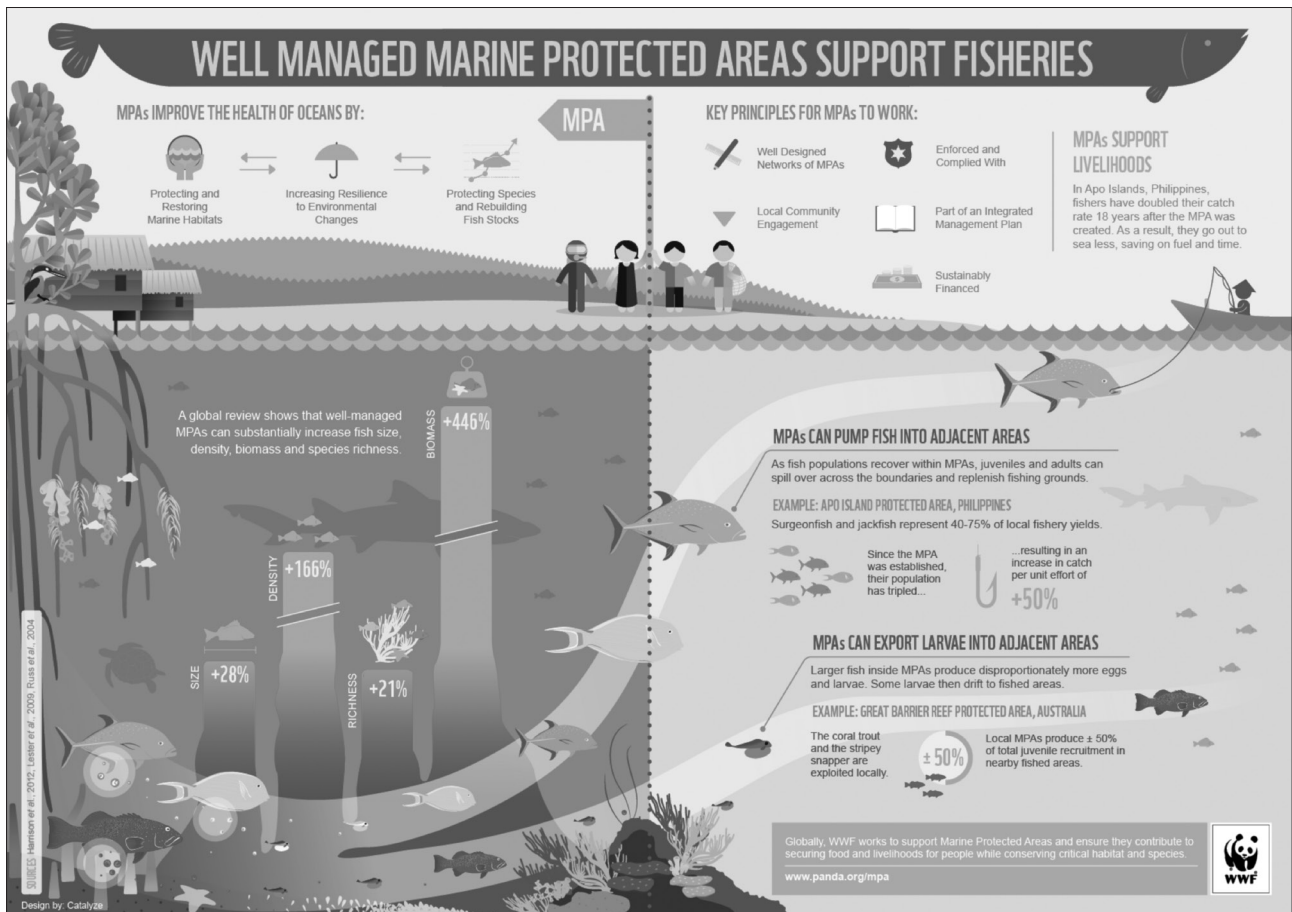 WELL MANAGED MARINE PROTECTED AREAS SUPPORT FISHERIES
MPAs IMPROVE THE HEALTH OF OCEANS BY:
Protecting and
Restoring
Marine Habitats
Increasing Resilience
to Environmental
Changes
Protecting Species
and Rebuilding
Fish Stocks
MPA
KEY PRINCIPLES FOR MPAs TO WORK:
Well Designed
Networks of MPAs
Enforced and
Complied With
Local Community
Engagement
Part of an Integrated
Management Plan
Sustainably
Financed
MPAs SUPPORT
LIVELIHOODS
In Apo Islands, Philippines,
fishers have doubled their catch
rate 18 years after the MPA was
created. As a result, they go out to
sea less, saving on fuel and time.
A global review shows that well-managed
MPAs can substantially increase fish size,
density, biomass and species richness.
BIOMASS
+446%
DENSITY
+166%
SIZE
+28%
RICHNESS
+21%
MPAs CAN PUMP FISH INTO ADJACENT AREAS
As fish populations recover within MPAs, juveniles and adults can
spill over across the boundaries and replenish fishing grounds.
EXAMPLE: APO ISLAND PROTECTED AREA, PHILIPPINES
Surgeonfish and jackfish represent 40-75% of local fishery yields.
Since the MPA
was established,
their population
has tripled...
...resulting in an
increase in catch
per unit effort of
+50%
MPAs CAN EXPORT LARVAE INTO ADJACENT AREAS
Larger fish inside MPAs produce disproportionately more eggs
and larvae. Some larvae then drift to fished areas.
EXAMPLE: GREAT BARRIER REEF PROTECTED AREA, AUSTRALIA
The coral trout
and the stripey
snapper are
exploited locally.
± 50%
Local MPAs produce ± 50%
of total juvenile recruitment in
nearby fished areas.
Globally, WWF works to support Marine Protected Areas and ensure they contribute to
securing food and livelihoods for people while conserving critical habitat and species.
www.panda.org/mpa
WWF
SOURCES Harrison et al., 2012; Lester et al., 2009, Russ et al., 2004
Design by: Catalyze